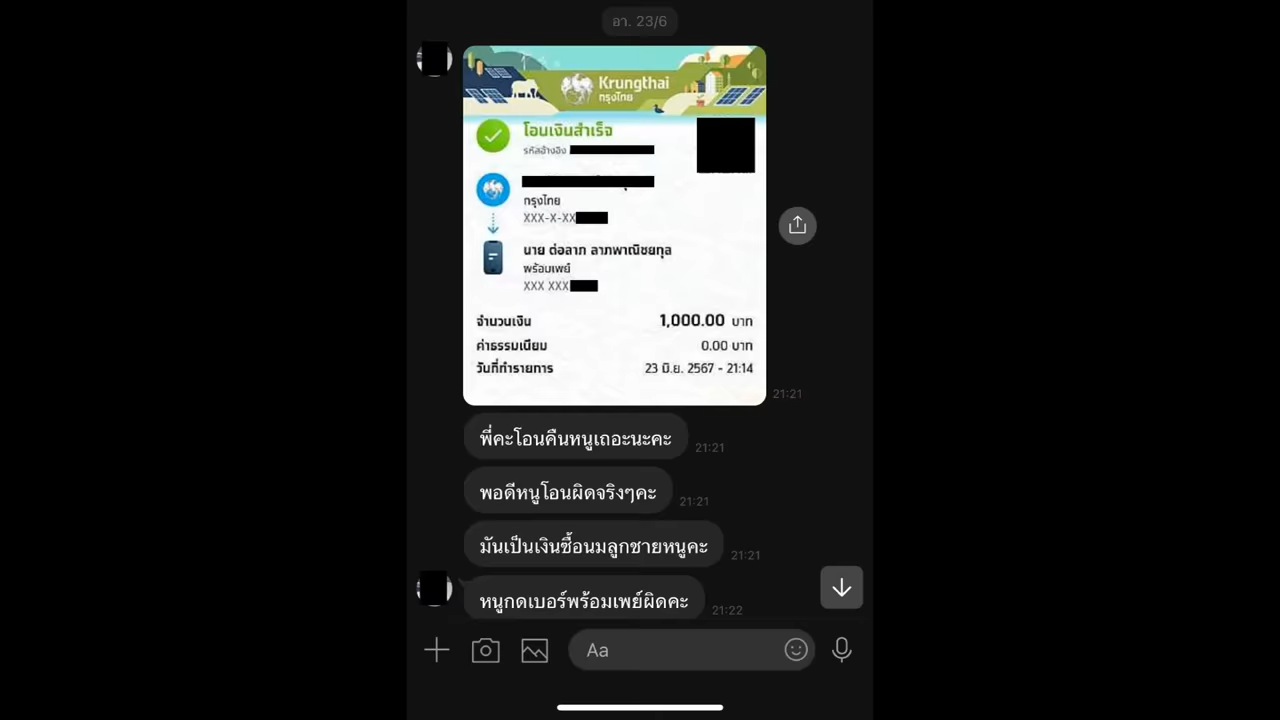 อา. 23/6
Krungthai
กรุงไทย
โอนเงินสำเร็จ
รหัสอ้างอิง
กรุงไทย
XXX-X-XX
นาย ต่อลาภ ลาภพาณิชยกุล
พร้อมเพย์
XXX XXX
จำนวนเงิน 1,000.00 บาท
ค่าธรรมเนียม 0.00 บาท
วันที่ทำรายการ 23 มิ.ย. 2567 - 21:14
21:21
พี่คะโอนคืนหนูเถอะนะคะ 21:21
พอดีหนูโอนผิดจริงๆคะ 21:21
มันเป็นเงินซื้อนมลูกชายหนูคะ 21:21
หนูกดเบอร์พร้อมเพย์ผิดคะ 21:22
Aa